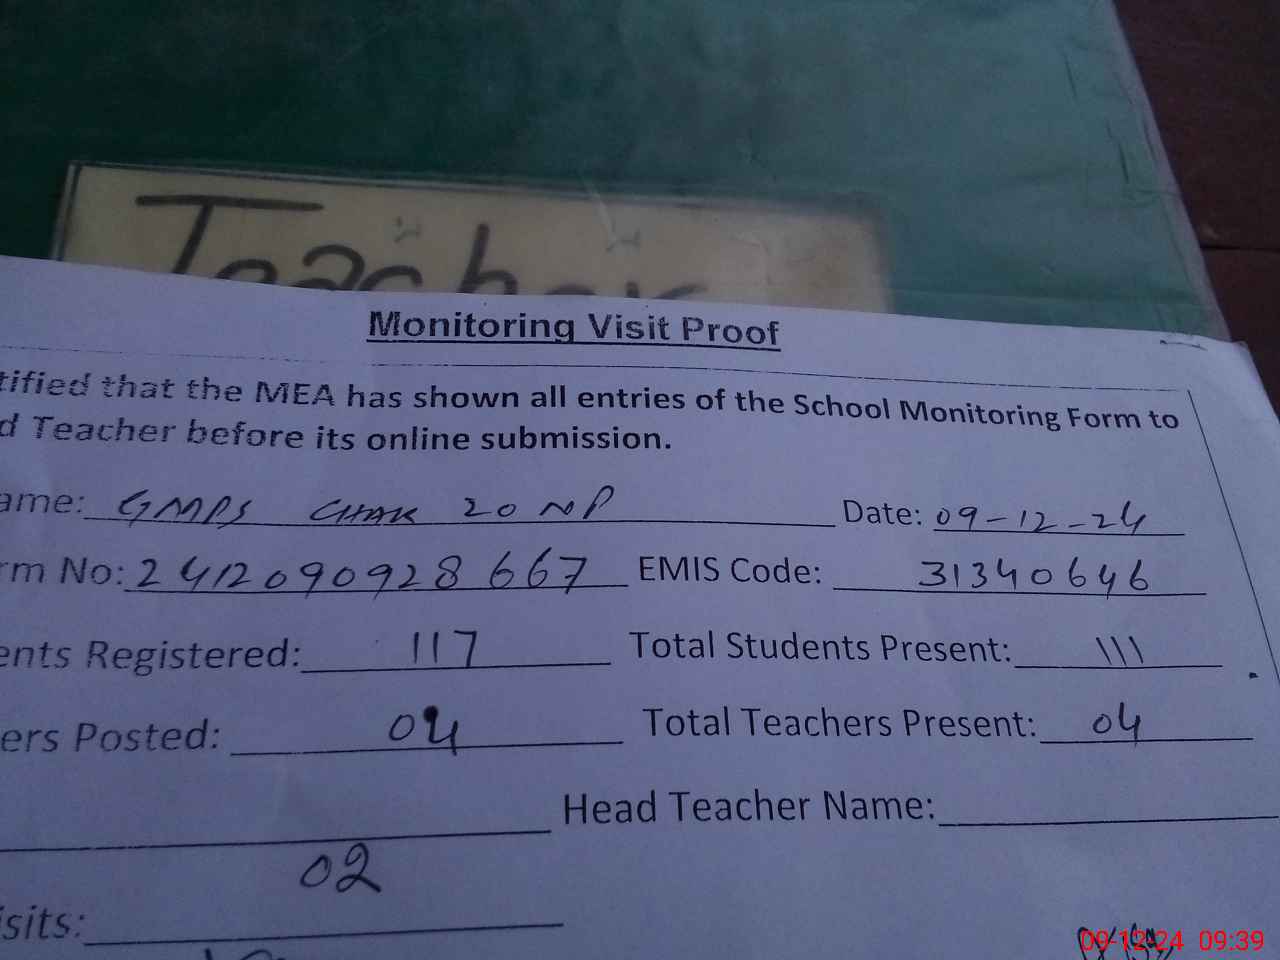 Teacher
Monitoring Visit Proof
tified that the MEA has shown all entries of the School Monitoring Form to
d Teacher before its online submission.
ame: GMPS CHAK 20 NP Date: 09-12-24
rm No: 2412090928667 EMIS Code: 31340646
ents Registered: 117 Total Students Present: 111
ers Posted: 04 Total Teachers Present: 04
Head Teacher Name:
02
isits:
09-12-24 09:39